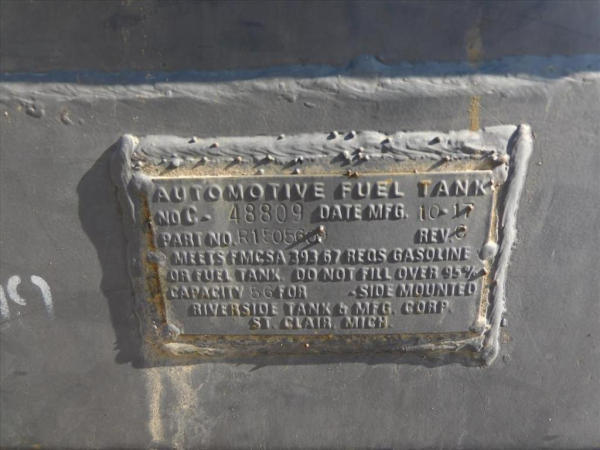 AUTOMOTIVE FUEL TANK
NO C- 48809 DATE MFG. 10-17
PART NO. REV. C
MEETS FMCSA 393 67 REQS GASOLINE
OR FUEL TANK. DO NOT FILL OVER 95%
CAPACITY 56 FOR -SIDE MOUNTED
RIVERSIDE TANK & MFG. CORP.
ST. CLAIR, MICH.